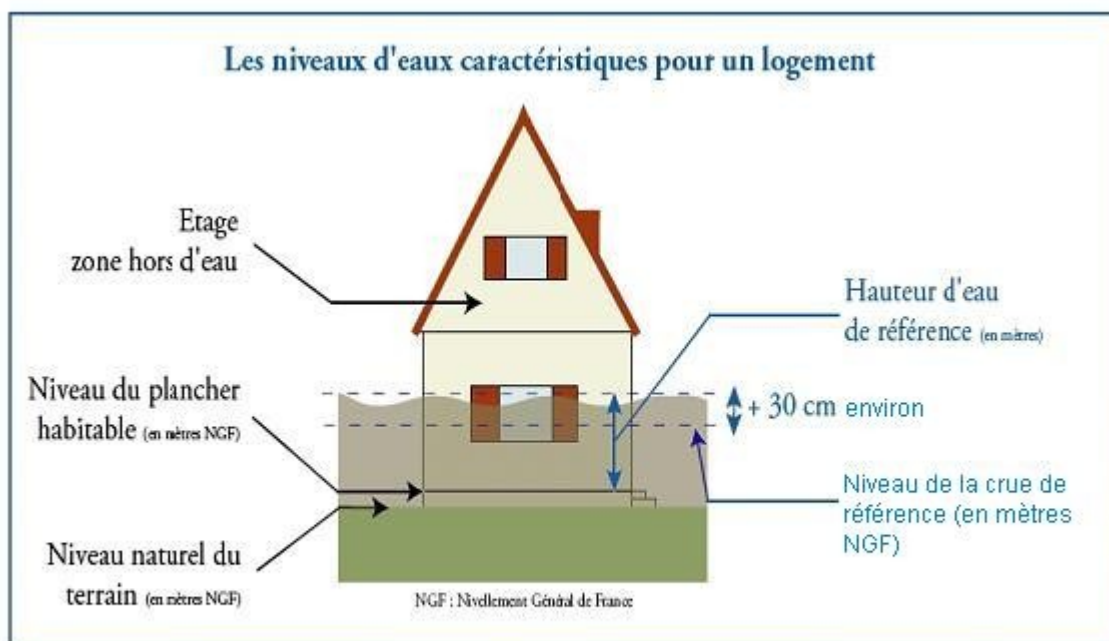 Les niveaux d'eaux caractéristiques pour un logement
Etage
zone hors d'eau
Niveau du plancher
habitable (en mètres NGF)
Niveau naturel du
terrain (en mètres NGF)
Hauteur d'eau
de référence (en mètres)
+ 30 cm environ
Niveau de la crue de
référence (en mètres
NGF)
NGF : Nivellement Général de France